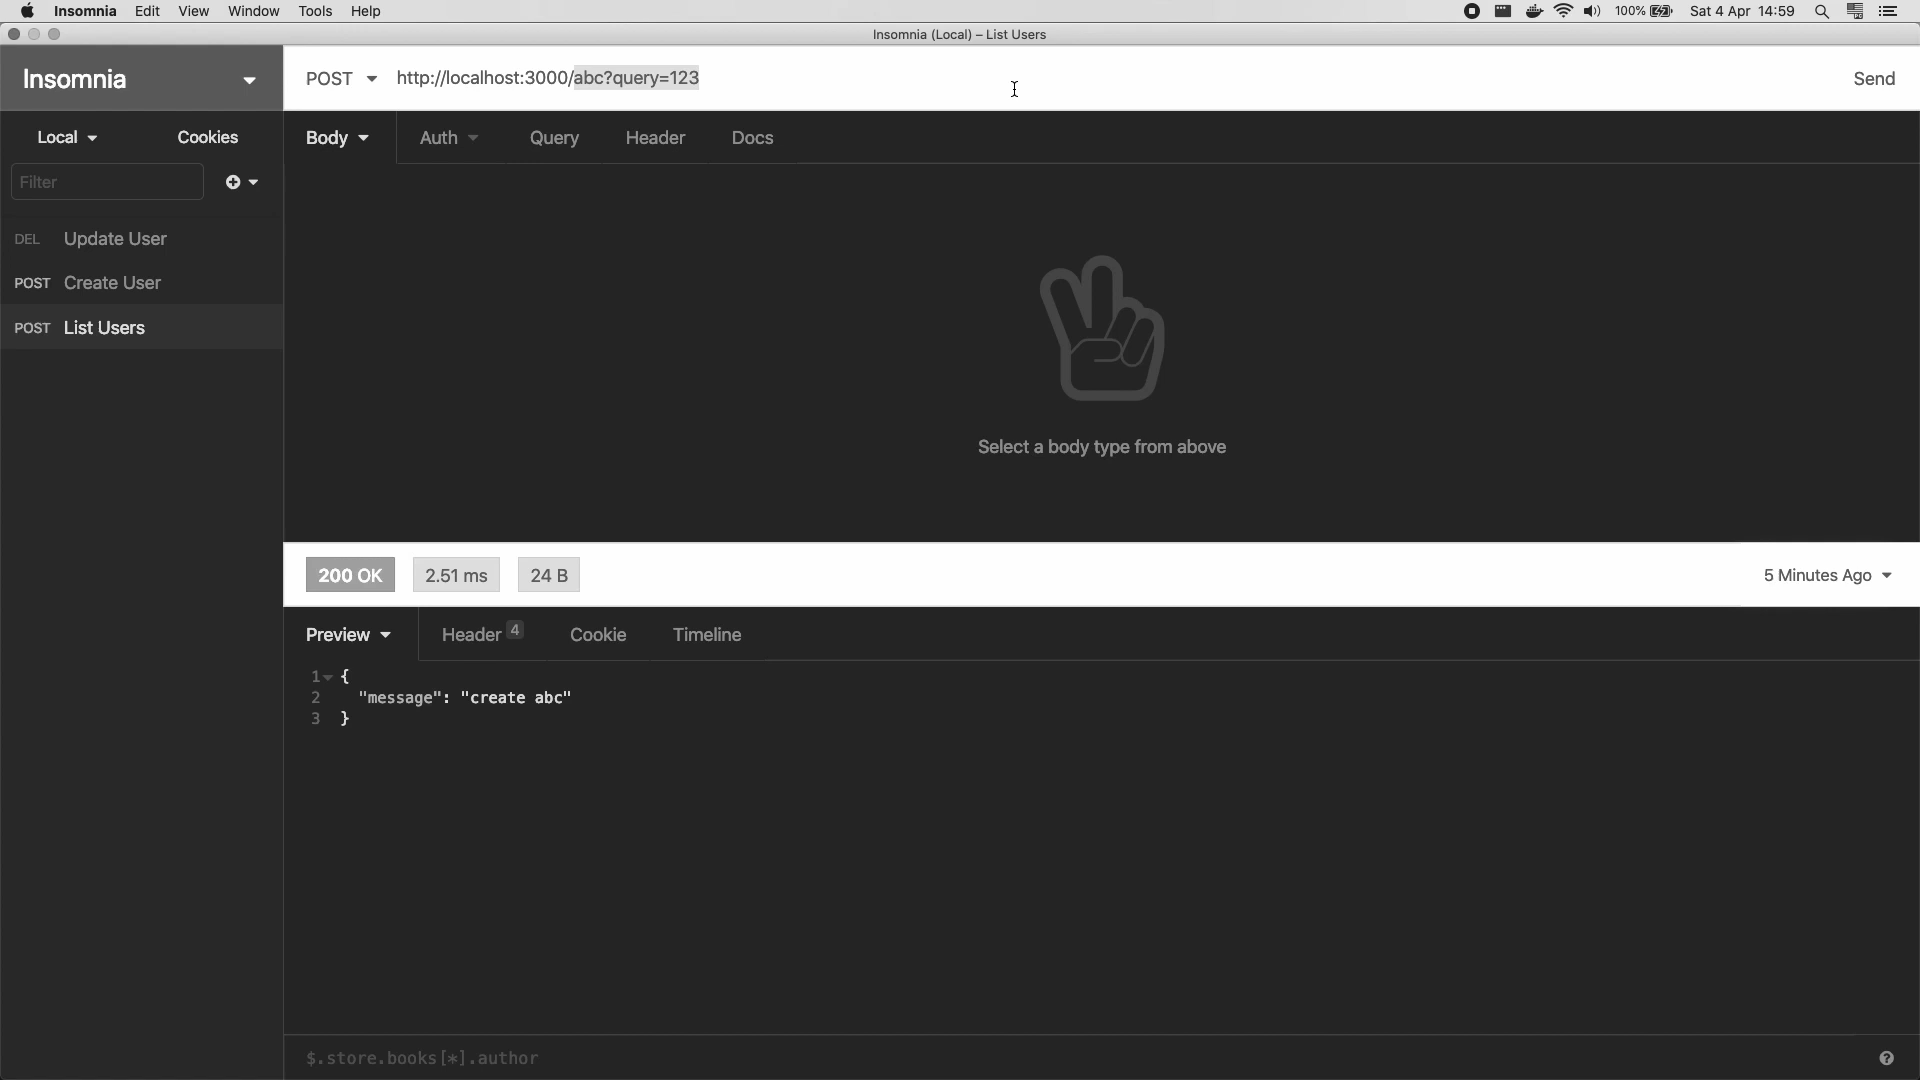 Insomnia Edit View Window Tools Help 100% Sat 4 Apr 14:59
Insomnia (Local) – List Users
Insomnia
POST http://localhost:3000/abc?query=123 Send
Local Cookies
Body Auth Query Header Docs
Filter
DEL Update User
POST Create User
POST List Users
Select a body type from above
200 OK 2.51 ms 24 B 5 Minutes Ago
Preview Header 4 Cookie Timeline
1 {
2 "message": "create abc"
3 }
$.store.books[*].author